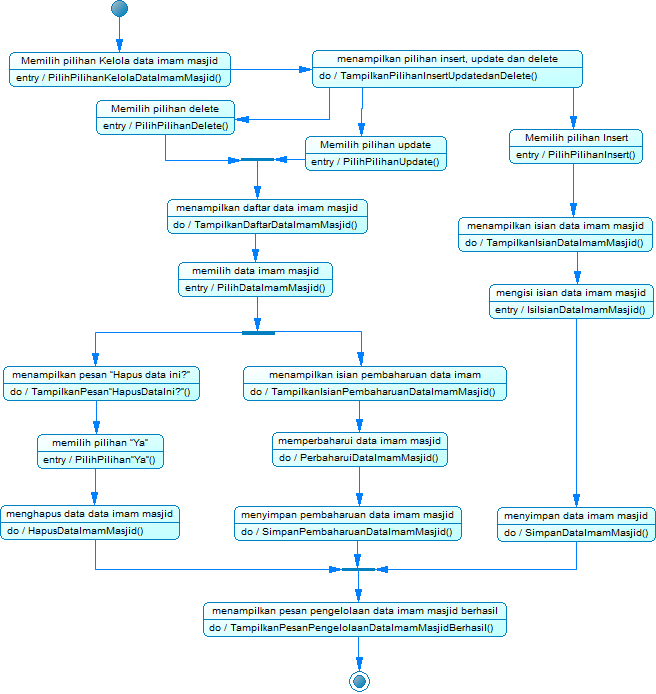 Memilih pilihan Kelola data imam masjid
entry / PilihPilihanKelolaDataImamMasjid()
menampilkan pilihan insert, update dan delete
do / TampilkanPilihanInsertUpdatedanDelete()
Memilih pilihan delete
entry / PilihPilihanDelete()
Memilih pilihan update
entry / PilihPilihanUpdate()
Memilih pilihan Insert
entry / PilihPilihanInsert()
menampilkan daftar data imam masjid
do / TampilkanDaftarDataImamMasjid()
menampilkan isian data imam masjid
do / TampilkanIsianDataImamMasjid()
memilih data imam masjid
entry / PilihDataImamMasjid()
mengisi isian data imam masjid
entry / IsiIsianDataImamMasjid()
menampilkan pesan "Hapus data ini?"
do / TampilkanPesan"HapusDataIni?"()
menampilkan isian pembaharuan data imam
do / TampilkanIsianPembaharuanDataImamMasjid()
memilih pilihan "Ya"
entry / PilihPilihan"Ya"()
memperbaharui data imam masjid
do / PerbaharuiDataImamMasjid()
menghapus data data imam masjid
do / HapusDataImamMasjid()
menyimpan pembaharuan data imam masjid
do / SimpanPembaharuanDataImamMasjid()
menyimpan data imam masjid
do / SimpanDataImamMasjid()
menampilkan pesan pengelolaan data imam masjid berhasil
do / TampilkanPesanPengelolaanDataImamMasjidBerhasil()